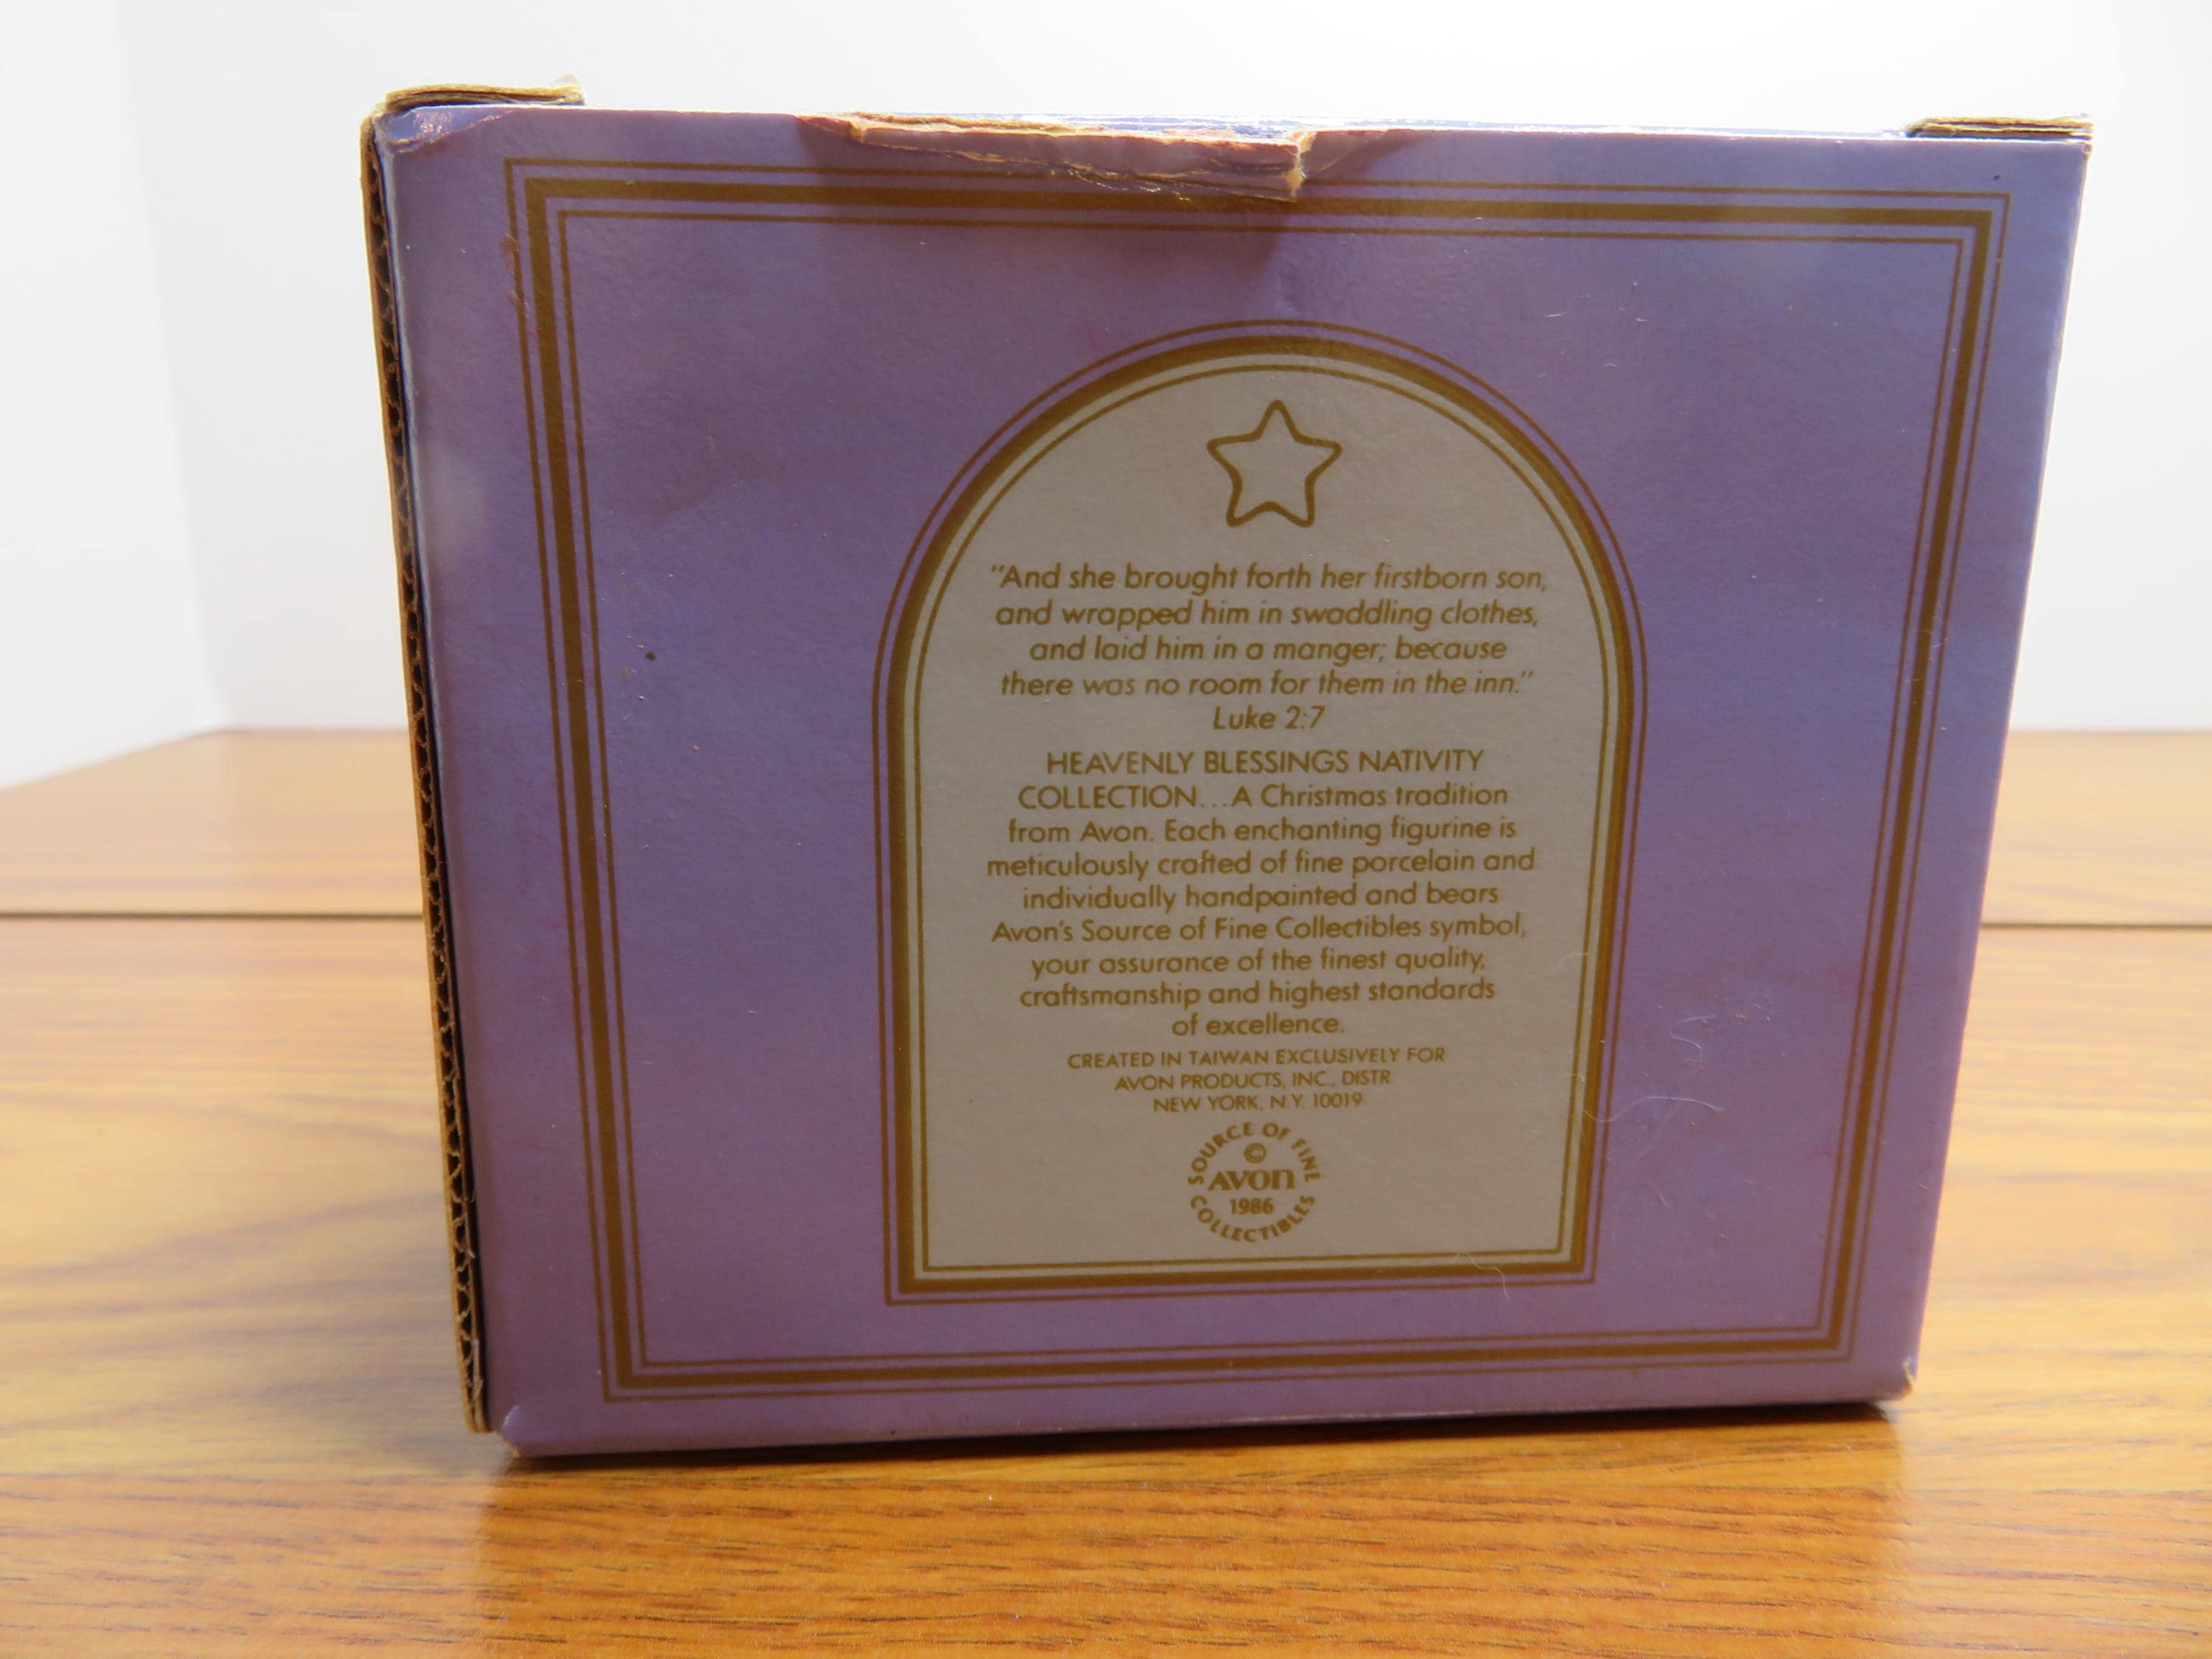 "And she brought forth her firstborn son,
and wrapped him in swaddling clothes,
and laid him in a manger; because
there was no room for them in the inn."
Luke 2:7
HEAVENLY BLESSINGS NATIVITY
COLLECTION...A Christmas tradition
from Avon. Each enchanting figurine is
meticulously crafted of fine porcelain and
individually handpainted and bears
Avon's Source of Fine Collectibles symbol,
your assurance of the finest quality,
craftsmanship and highest standards
of excellence.
CREATED IN TAIWAN EXCLUSIVELY FOR
AVON PRODUCTS, INC., DISTR.
NEW YORK, N.Y. 10019
SOURCE OF FINE
©
AVON
1986
COLLECTIBLES